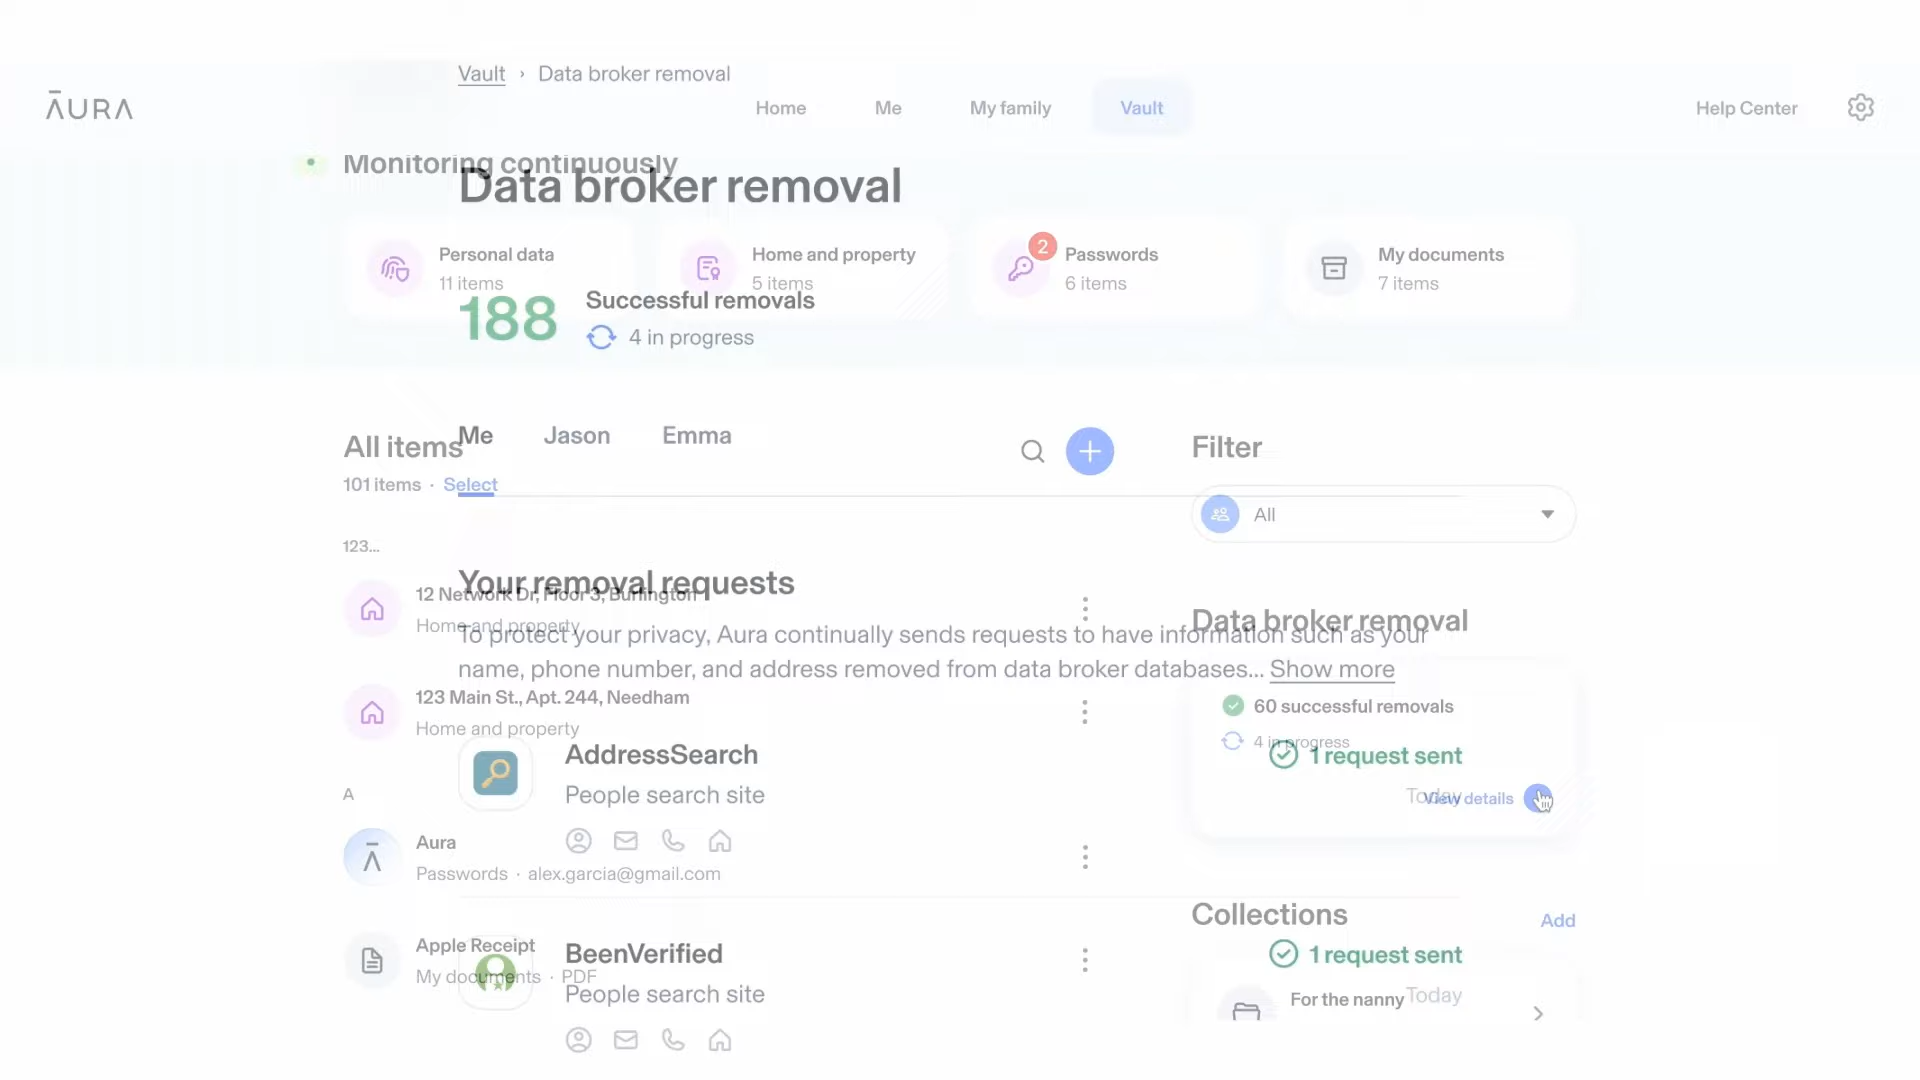 Vault › Data broker removal
ĀURA
Home
Me
My family
Vault
Help Center
Monitoring continuously
Data broker removal
Personal data
11 items
Home and property
5 items
2
Passwords
6 items
My documents
7 items
188
Successful removals
4 in progress
All items
101 items · Select
Me
Jason
Emma
Filter
All
123...
12 Network Dr, Floor 3, Burlington
Home and property
Your removal requests
To protect your privacy, Aura continually sends requests to have information such as your
name, phone number, and address removed from data broker databases... Show more
123 Main St., Apt. 244, Needham
Home and property
Data broker removal
60 successful removals
4 in progress
View details
AddressSearch
People search site
1 request sent
Today
A
Aura
Passwords · alex.garcia@gmail.com
Collections
Add
Apple Receipt
My documents · PDF
BeenVerified
People search site
1 request sent
Today
For the nanny